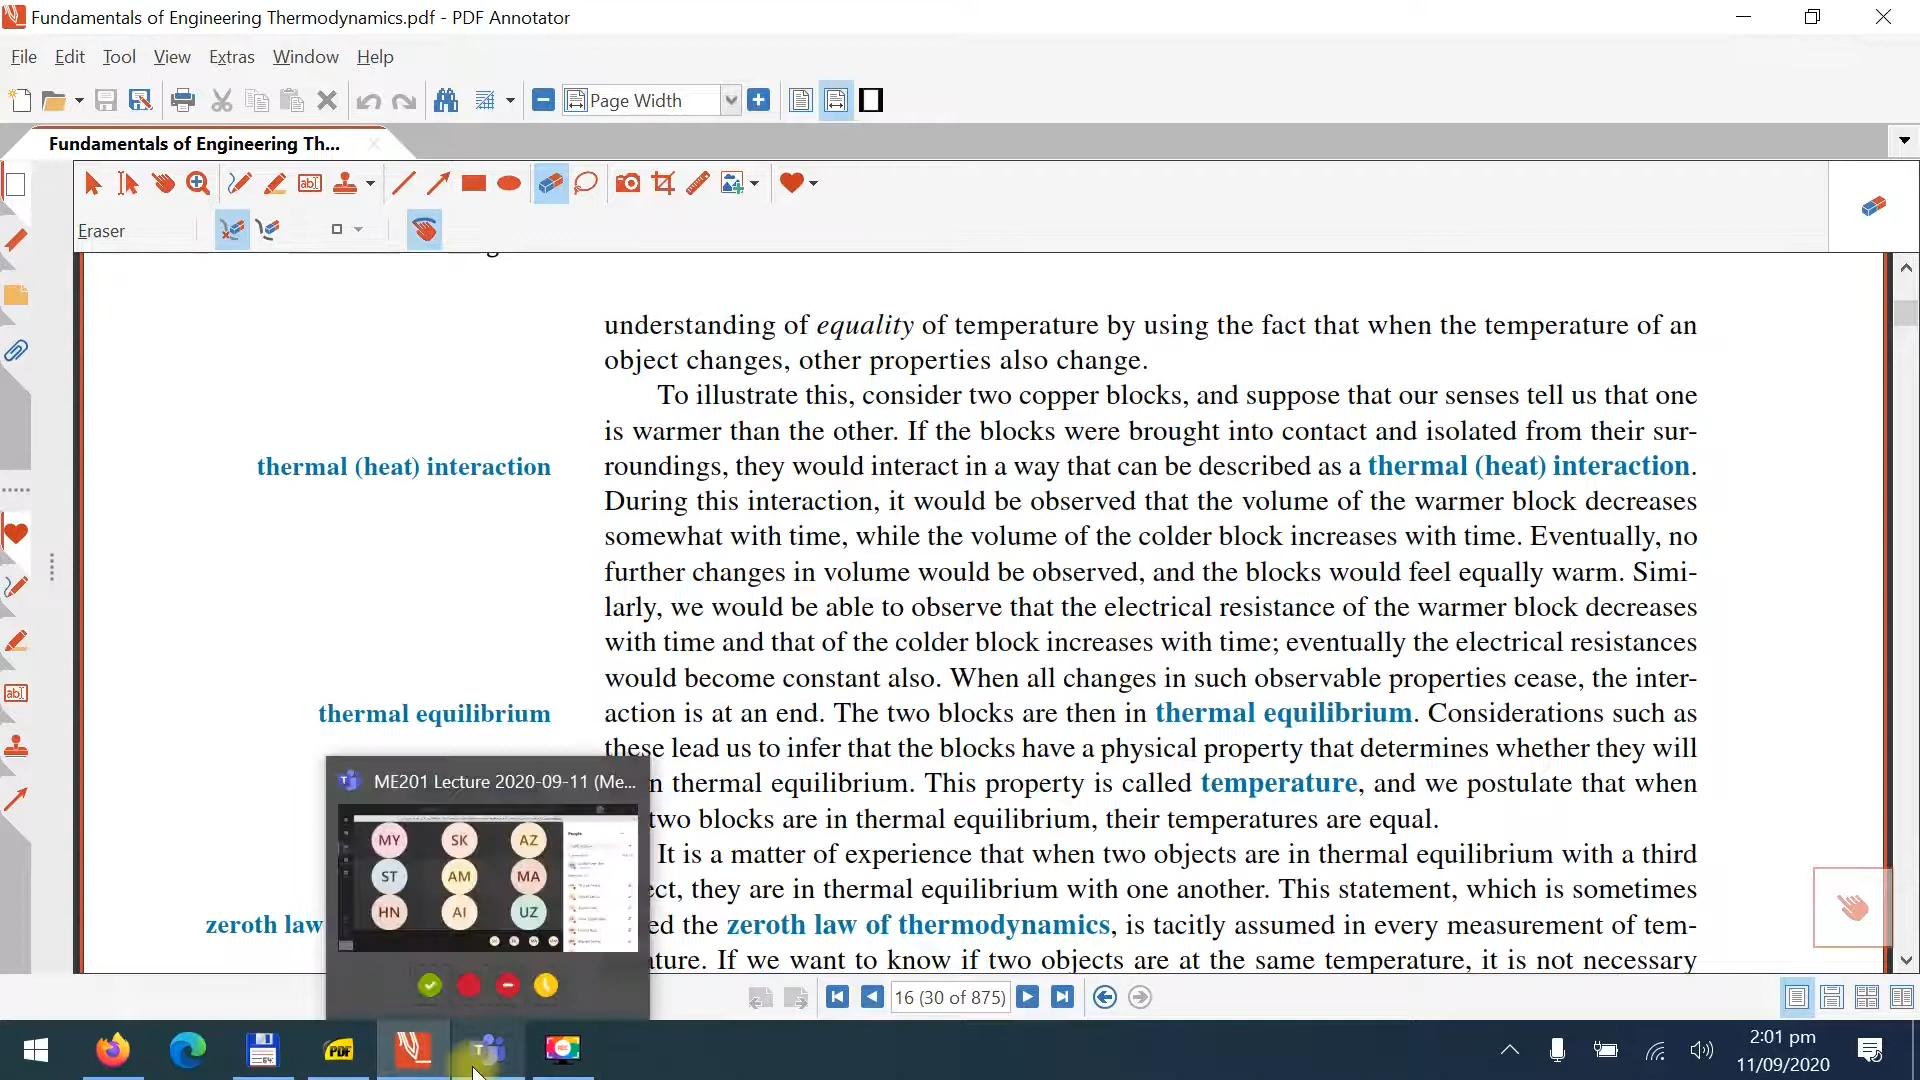 Fundamentals of Engineering Thermodynamics.pdf - PDF Annotator
File Edit Tool View Extras Window Help
Page Width
Fundamentals of Engineering Th...
Eraser
understanding of equality of temperature by using the fact that when the temperature of an
object changes, other properties also change.
To illustrate this, consider two copper blocks, and suppose that our senses tell us that one
is warmer than the other. If the blocks were brought into contact and isolated from their sur-
thermal (heat) interaction
roundings, they would interact in a way that can be described as a thermal (heat) interaction.
During this interaction, it would be observed that the volume of the warmer block decreases
somewhat with time, while the volume of the colder block increases with time. Eventually, no
further changes in volume would be observed, and the blocks would feel equally warm. Simi-
larly, we would be able to observe that the electrical resistance of the warmer block decreases
with time and that of the colder block increases with time; eventually the electrical resistances
would become constant also. When all changes in such observable properties cease, the inter-
thermal equilibrium
action is at an end. The two blocks are then in thermal equilibrium. Considerations such as
these lead us to infer that the blocks have a physical property that determines whether they will
n thermal equilibrium. This property is called temperature, and we postulate that when
two blocks are in thermal equilibrium, their temperatures are equal.
It is a matter of experience that when two objects are in thermal equilibrium with a third
ect, they are in thermal equilibrium with one another. This statement, which is sometimes
zeroth law
ed the zeroth law of thermodynamics, is tacitly assumed in every measurement of tem-
ature. If we want to know if two objects are at the same temperature, it is not necessary
ME201 Lecture 2020-09-11 (Me...
MY SK AZ
ST AM MA
HN AI UZ
People
16 (30 of 875)
PDF
T
REC
2:01 pm
11/09/2020